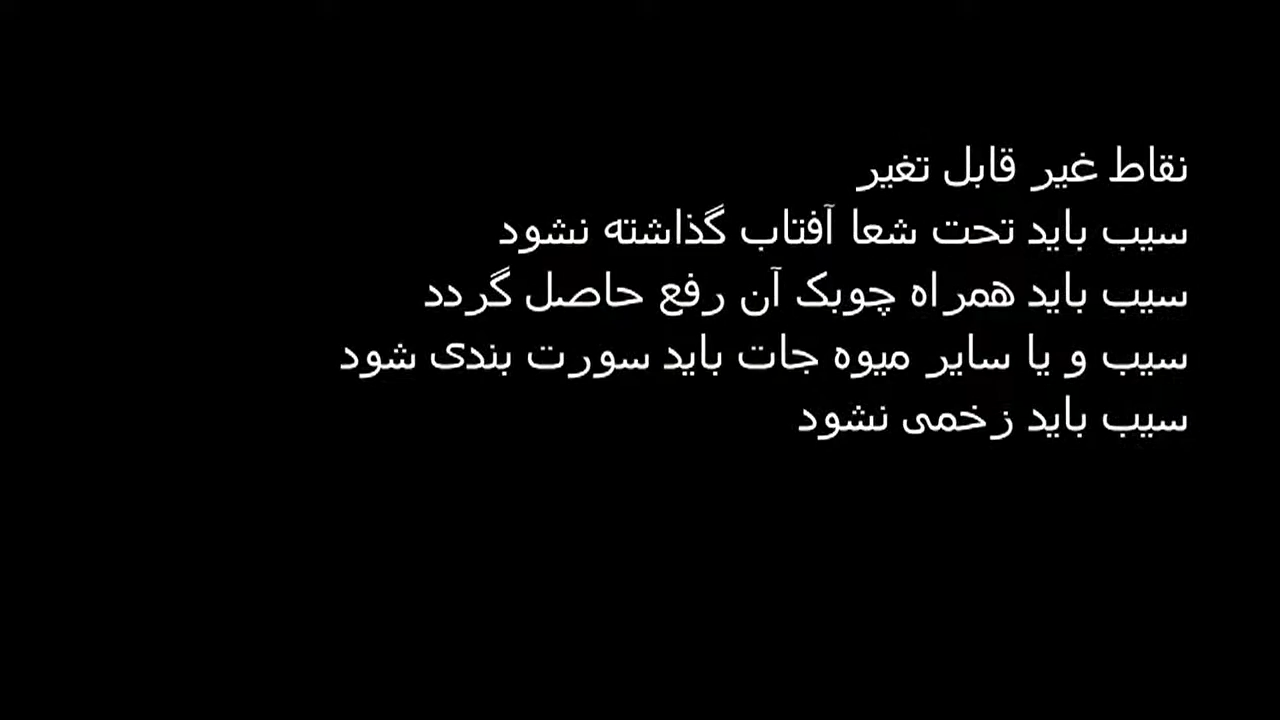 نقاط غیر قابل تغیر
سیب باید تحت شعا آفتاب گذاشته نشود
سیب باید همراه چوبک آن رفع حاصل گردد
سیب و یا سایر میوه جات باید سورت بندی شود
سیب باید زخمی نشود